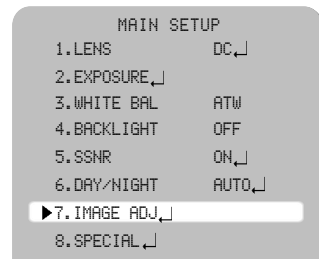 MAIN SETUP
1.LENS DC↵
2.EXPOSURE↵
3.WHITE BAL ATW
4.BACKLIGHT OFF
5.SSNR ON↵
6.DAY/NIGHT AUTO↵
▶7.IMAGE ADJ↵
8.SPECIAL↵